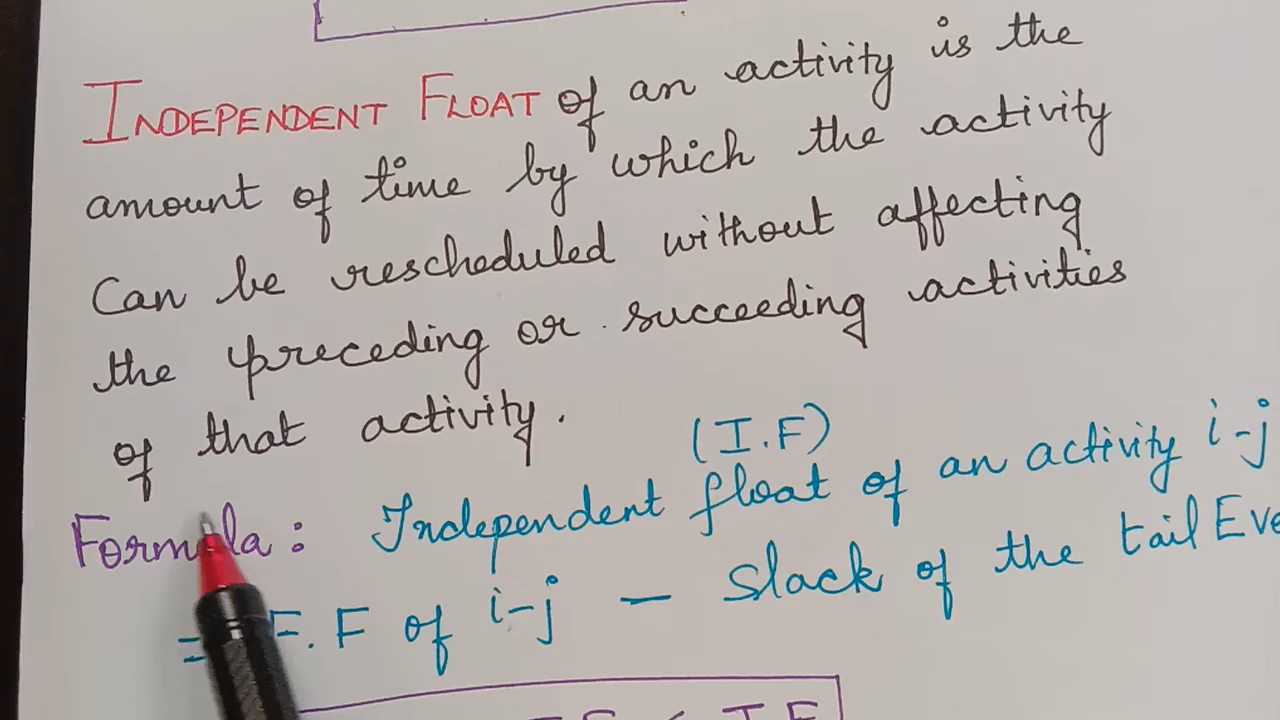 INDEPENDENT FLOAT of an activity is the
amount of time by which the activity
can be rescheduled without affecting
the preceding or succeeding activities
of that activity.
(I.F)
Formula: Independent float of an activity i-j
= F.F of i-j – Slack of the tail Eve